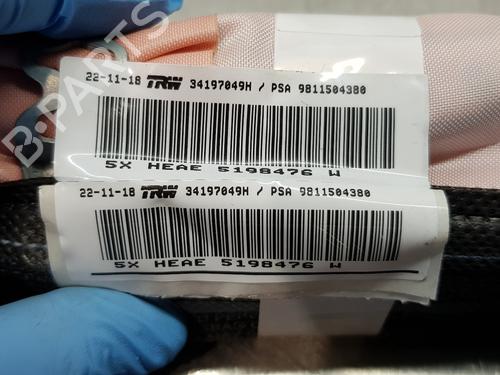 22-11-18 TRW 34197049H / PSA 9811504380
5X HEAE 5198476 W
22-11-18 TRW 34197049H / PSA 9811504380
5X HEAE 5198476 W
B-PARTS